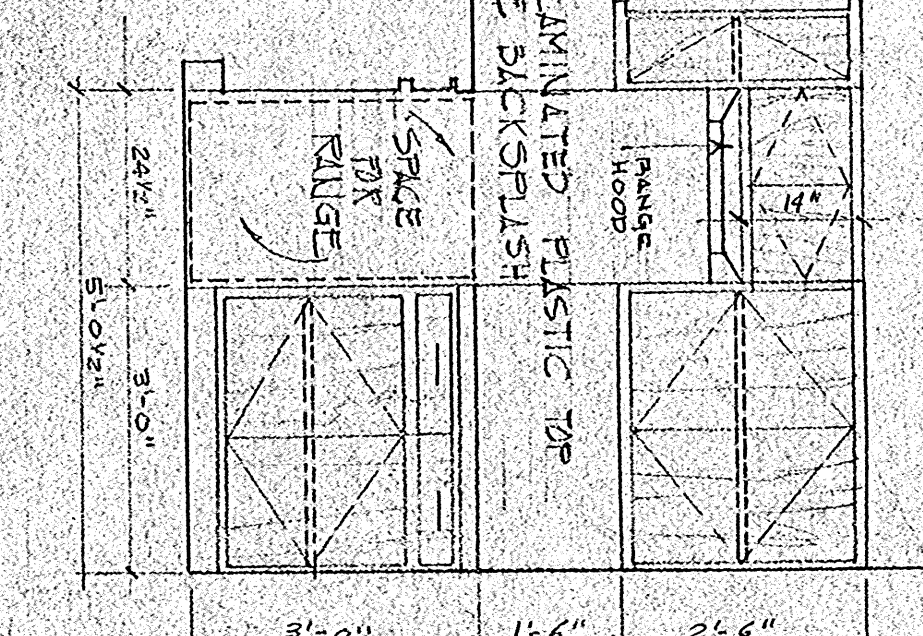 LAMINATED PLASTIC TOP
BACKSPLASH
RANGE
HOOD
14"
SPACE
FOR
RANGE
24½"
3'-0"
5'-0½"
3'-0"
1'-6"
2'-6"